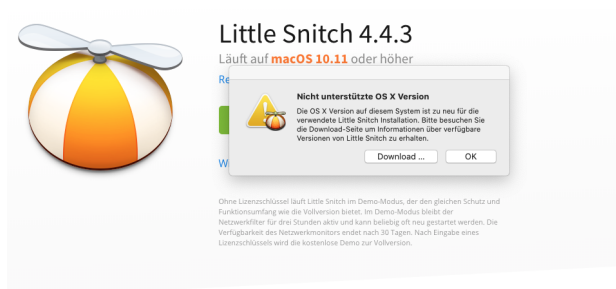 Little Snitch 4.4.3
Läuft auf macOS 10.11 oder höher
Re
Nicht unterstützte OS X Version
Die OS X Version auf diesem System ist zu neu für die
verwendete Little Snitch Installation. Bitte besuchen Sie
die Download-Seite um Informationen über verfügbare
Versionen von Little Snitch zu erhalten.
W
Download ... OK
Ohne Lizenzschlüssel läuft Little Snitch im Demo-Modus, der den gleichen Schutz und
Funktionsumfang wie die Vollversion bietet. Im Demo-Modus bleibt der
Netzwerkfilter für drei Stunden aktiv und kann beliebig oft neu gestartet werden. Die
Verfügbarkeit des Netzwerkmonitors endet nach 30 Tagen. Nach Eingabe eines
Lizenzschlüssels wird die kostenlose Demo zur Vollversion.